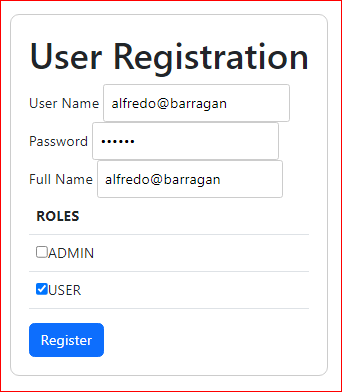 User Registration
User Name alfredo@barragan
Password ••••••
Full Name alfredo@barragan
ROLES
ADMIN
USER
Register